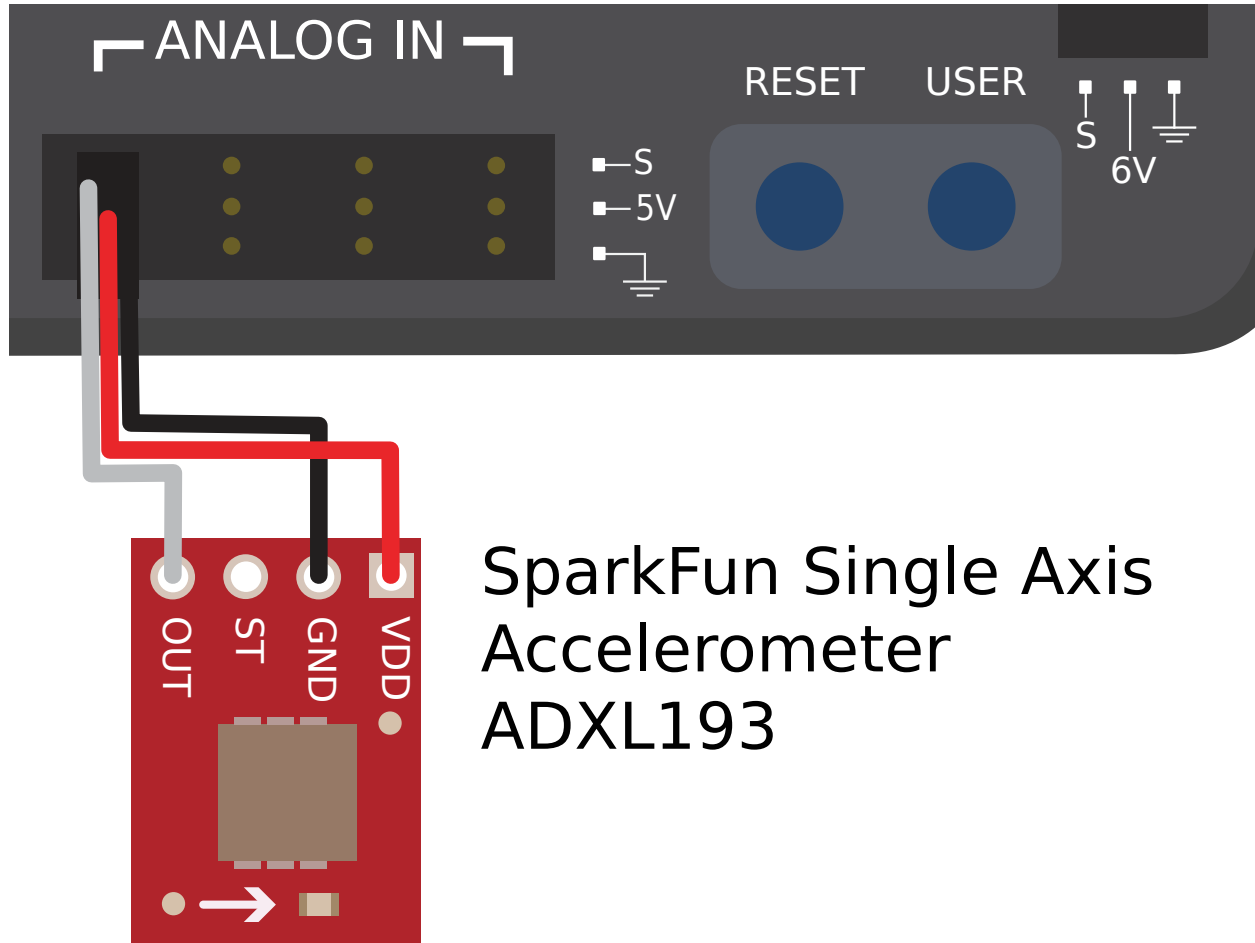 ANALOG IN
RESET
USER
S
6V
S
5V
OUT
ST
GND
VDD
SparkFun Single Axis
Accelerometer
ADXL193